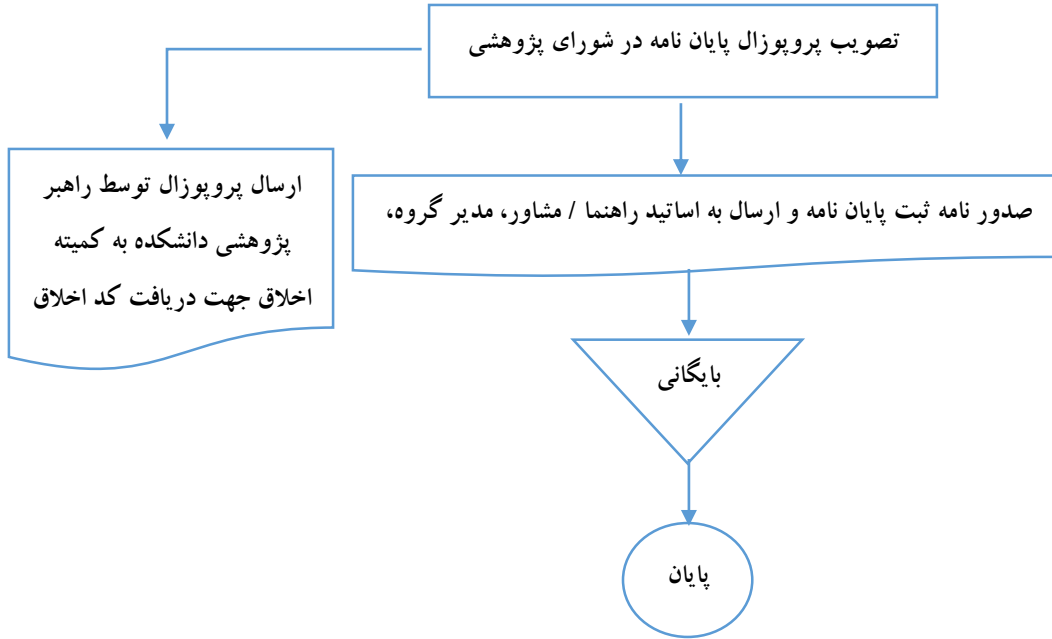 تصویب پروپوزال پایان نامه در شورای پژوهشی
صدور نامه ثبت پایان نامه و ارسال به اساتید راهنما / مشاور، مدیر گروه،
ارسال پروپوزال توسط راهبر
پژوهشی دانشکده به کمیته
اخلاق جهت دریافت کد اخلاق
بایگانی
پایان